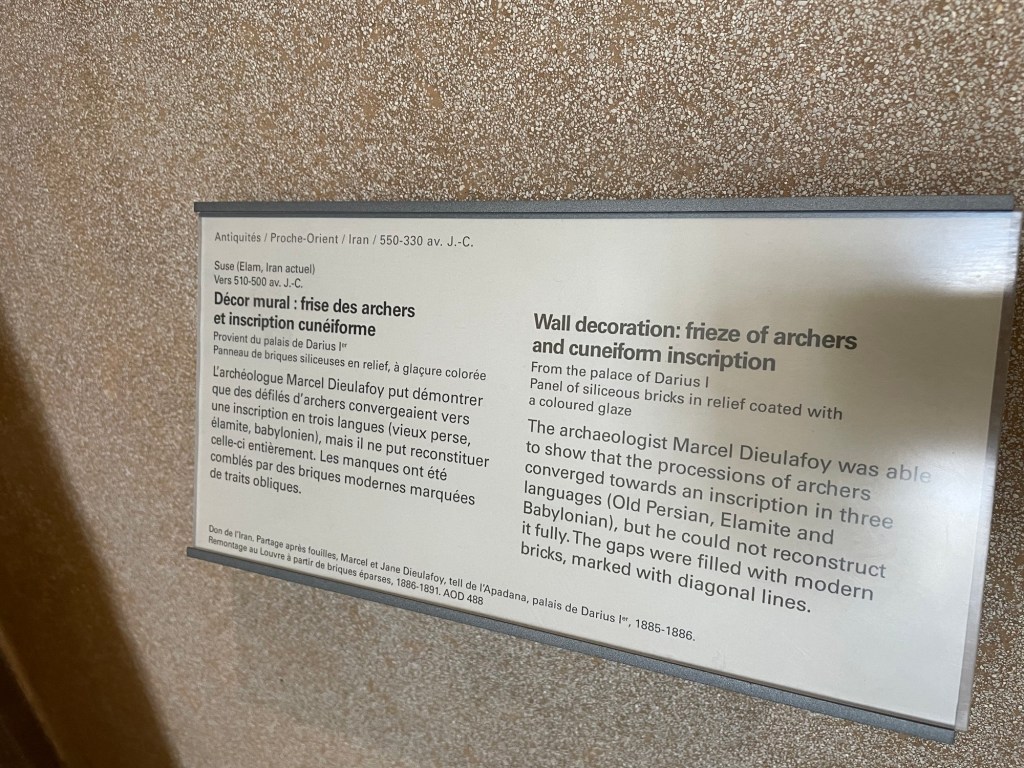 Antiquités / Proche-Orient / Iran / 550-330 av. J.-C.
Suse (Elam, Iran actuel)
Vers 510-500 av. J.-C.
Décor mural : frise des archers
et inscription cunéiforme
Provient du palais de Darius Iᵉʳ
Panneau de briques siliceuses en relief, à glaçure colorée
L'archéologue Marcel Dieulafoy put démontrer
que des défilés d'archers convergeaient vers
une inscription en trois langues (vieux perse,
élamite, babylonien), mais il ne put reconstituer
celle-ci entièrement. Les manques ont été
comblés par des briques modernes marquées
de traits obliques.
Wall decoration: frieze of archers
and cuneiform inscription
From the palace of Darius I
Panel of siliceous bricks in relief coated with
a coloured glaze
The archaeologist Marcel Dieulafoy was able
to show that the processions of archers
converged towards an inscription in three
languages (Old Persian, Elamite and
Babylonian), but he could not reconstruct
it fully. The gaps were filled with modern
bricks, marked with diagonal lines.
Don de l'Iran. Partage après fouilles, Marcel et Jane Dieulafoy, tell de l'Apadana, palais de Darius Iᵉʳ, 1885-1886.
Remontage au Louvre à partir de briques éparses, 1886-1891. AOD 488